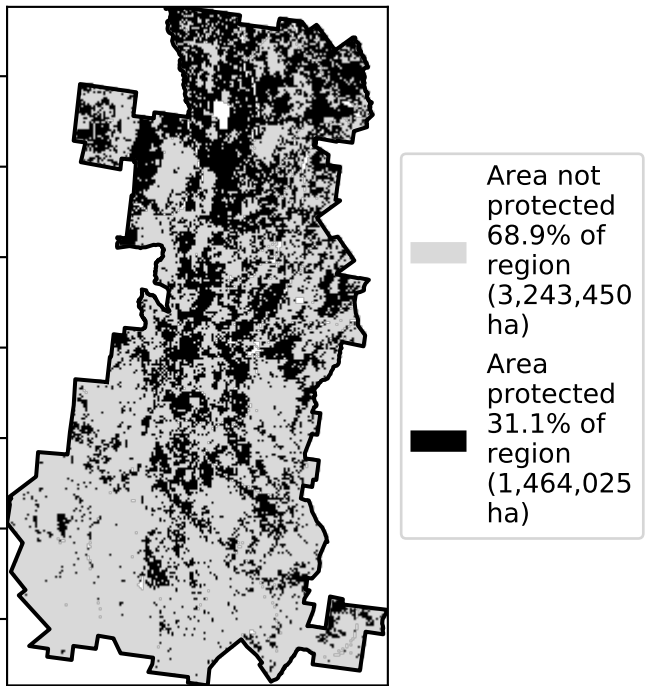 Area not
protected
68.9% of
region
(3,243,450
ha)
Area
protected
31.1% of
region
(1,464,025
ha)